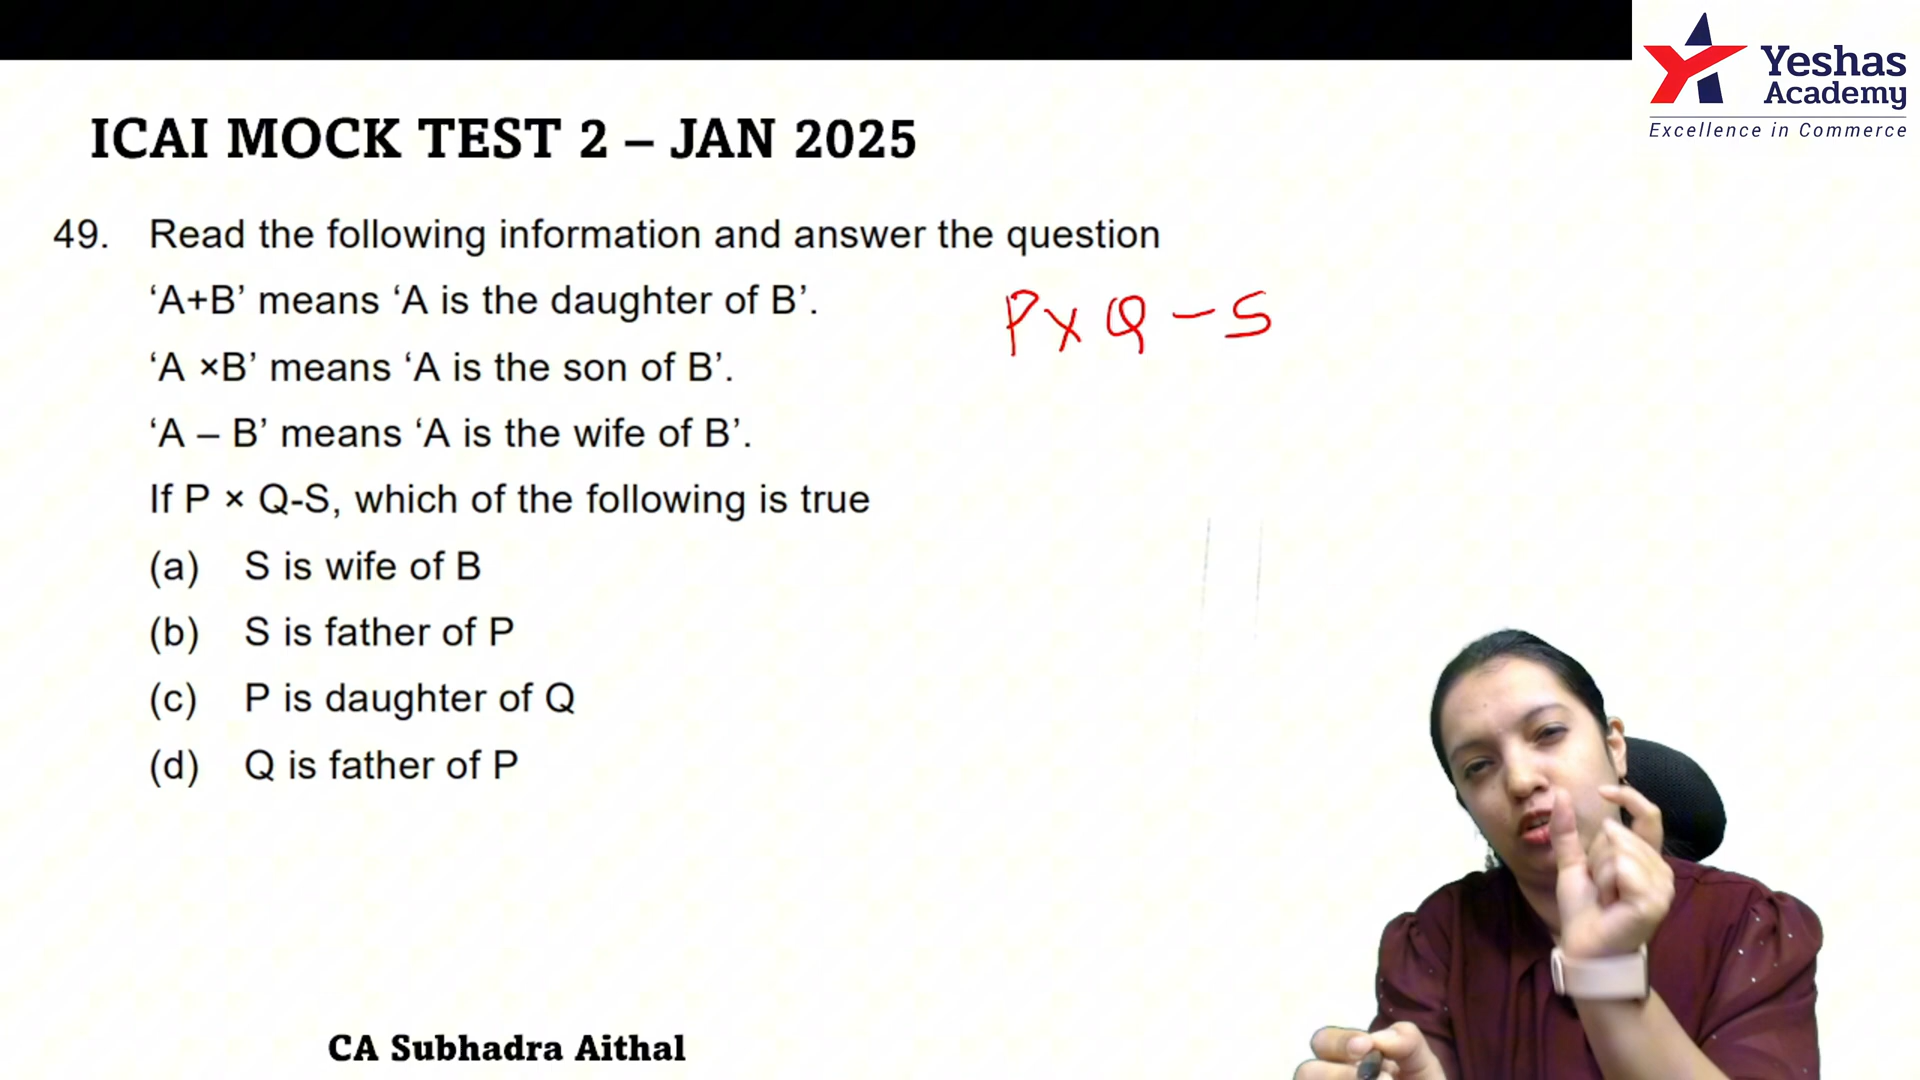 Yeshas
Academy
Excellence in Commerce
ICAI MOCK TEST 2 – JAN 2025
49. Read the following information and answer the question
‘A+B’ means ‘A is the daughter of B’.
P x Q – S
‘A ×B’ means ‘A is the son of B’.
‘A – B’ means ‘A is the wife of B’.
If P × Q-S, which of the following is true
(a) S is wife of B
(b) S is father of P
(c) P is daughter of Q
(d) Q is father of P
CA Subhadra Aithal